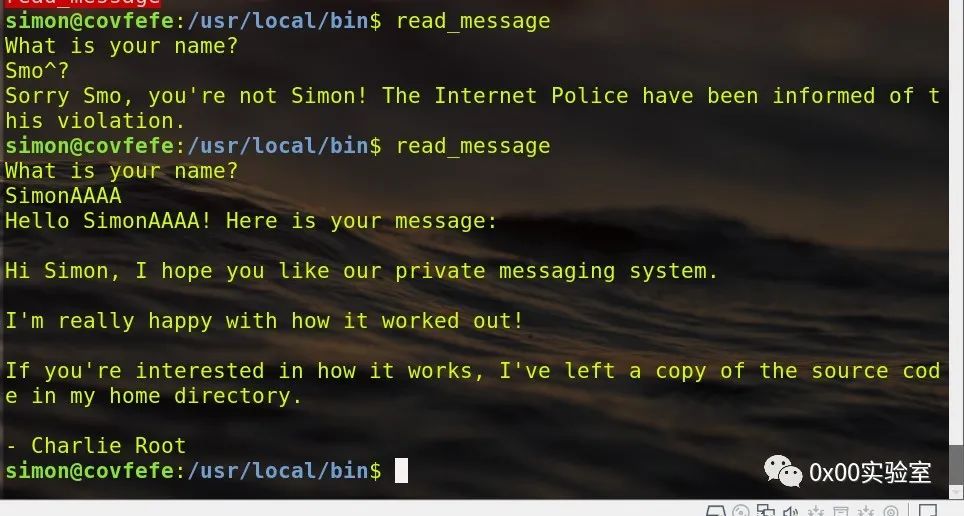 read_message
simon@covfefe:/usr/local/bin$ read_message
What is your name?
Smo^?
Sorry Smo, you're not Simon! The Internet Police have been informed of t
his violation.
simon@covfefe:/usr/local/bin$ read_message
What is your name?
SimonAAAA
Hello SimonAAAA! Here is your message:
Hi Simon, I hope you like our private messaging system.
I'm really happy with how it worked out!
If you're interested in how it works, I've left a copy of the source cod
e in my home directory.
- Charlie Root
simon@covfefe:/usr/local/bin$
0x00实验室